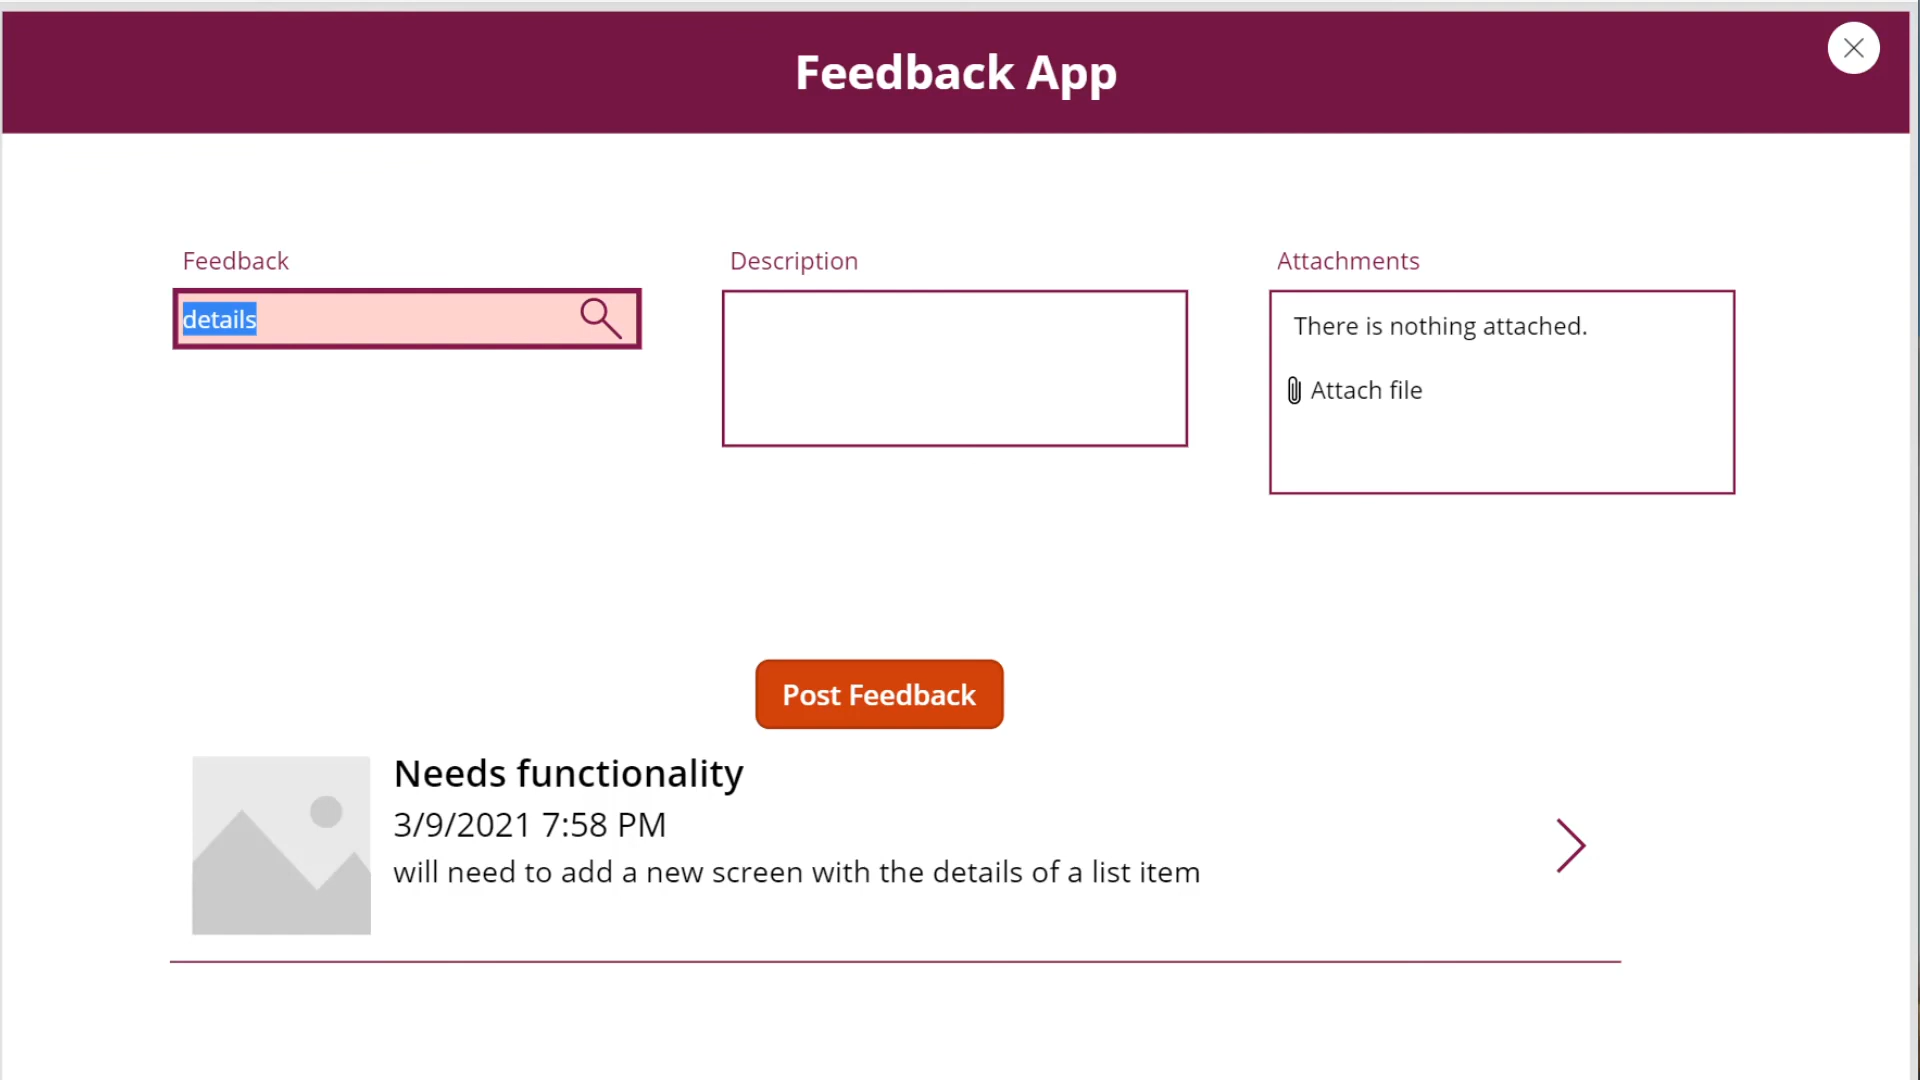 Feedback App
Feedback
Description
Attachments
details
There is nothing attached.
Attach file
Post Feedback
Needs functionality
3/9/2021 7:58 PM
will need to add a new screen with the details of a list item